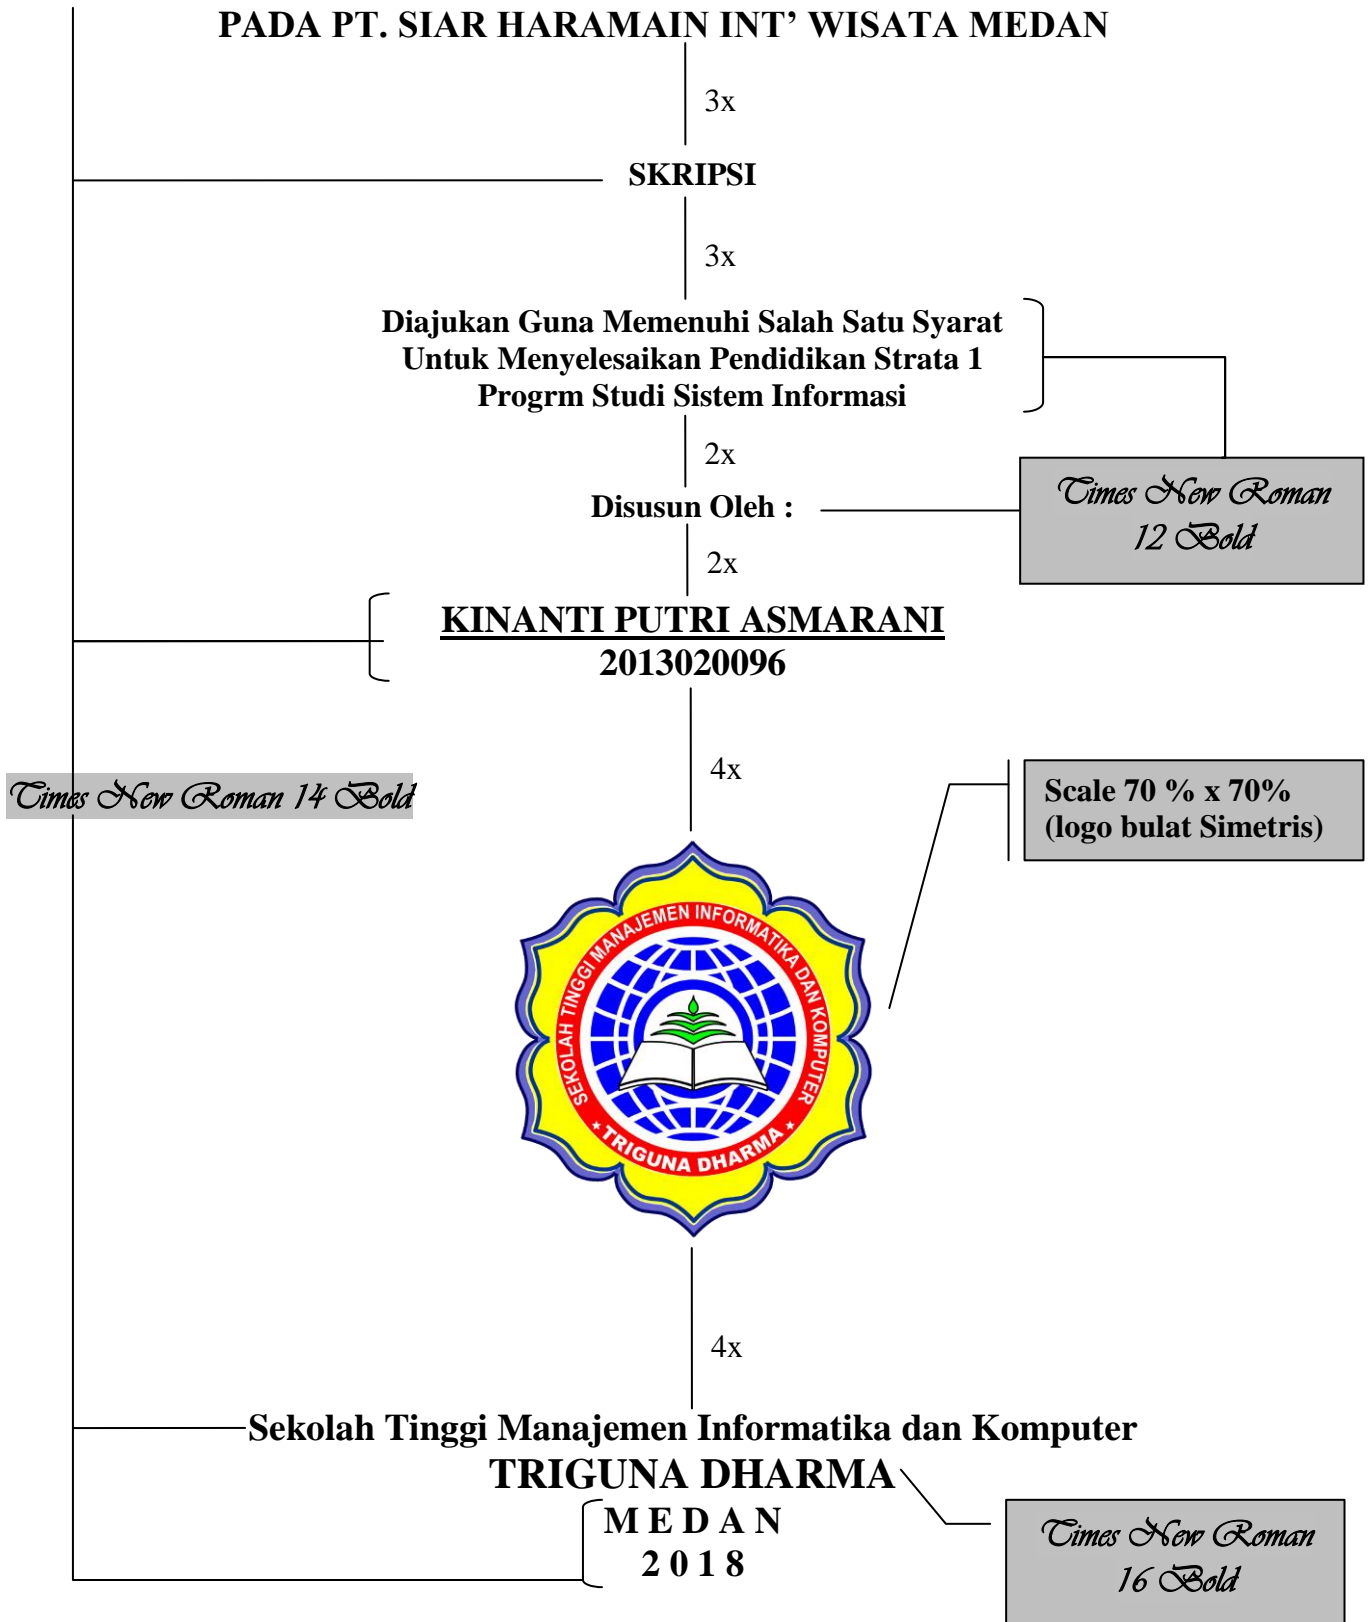 PADA PT. SIAR HARAMAIN INT’ WISATA MEDAN
3x
SKRIPSI
3x
Diajukan Guna Memenuhi Salah Satu Syarat
Untuk Menyelesaikan Pendidikan Strata 1
Progrm Studi Sistem Informasi
2x
Disusun Oleh :
Times New Roman
12 Bold
2x
KINANTI PUTRI ASMARANI
2013020096
4x
Times New Roman 14 Bold
Scale 70 % x 70%
(logo bulat Simetris)
SEKOLAH TINGGI MANAJEMEN INFORMATIKA DAN KOMPUTER
* TRIGUNA DHARMA *
4x
Sekolah Tinggi Manajemen Informatika dan Komputer
TRIGUNA DHARMA
M E D A N
2 0 1 8
Times New Roman
16 Bold